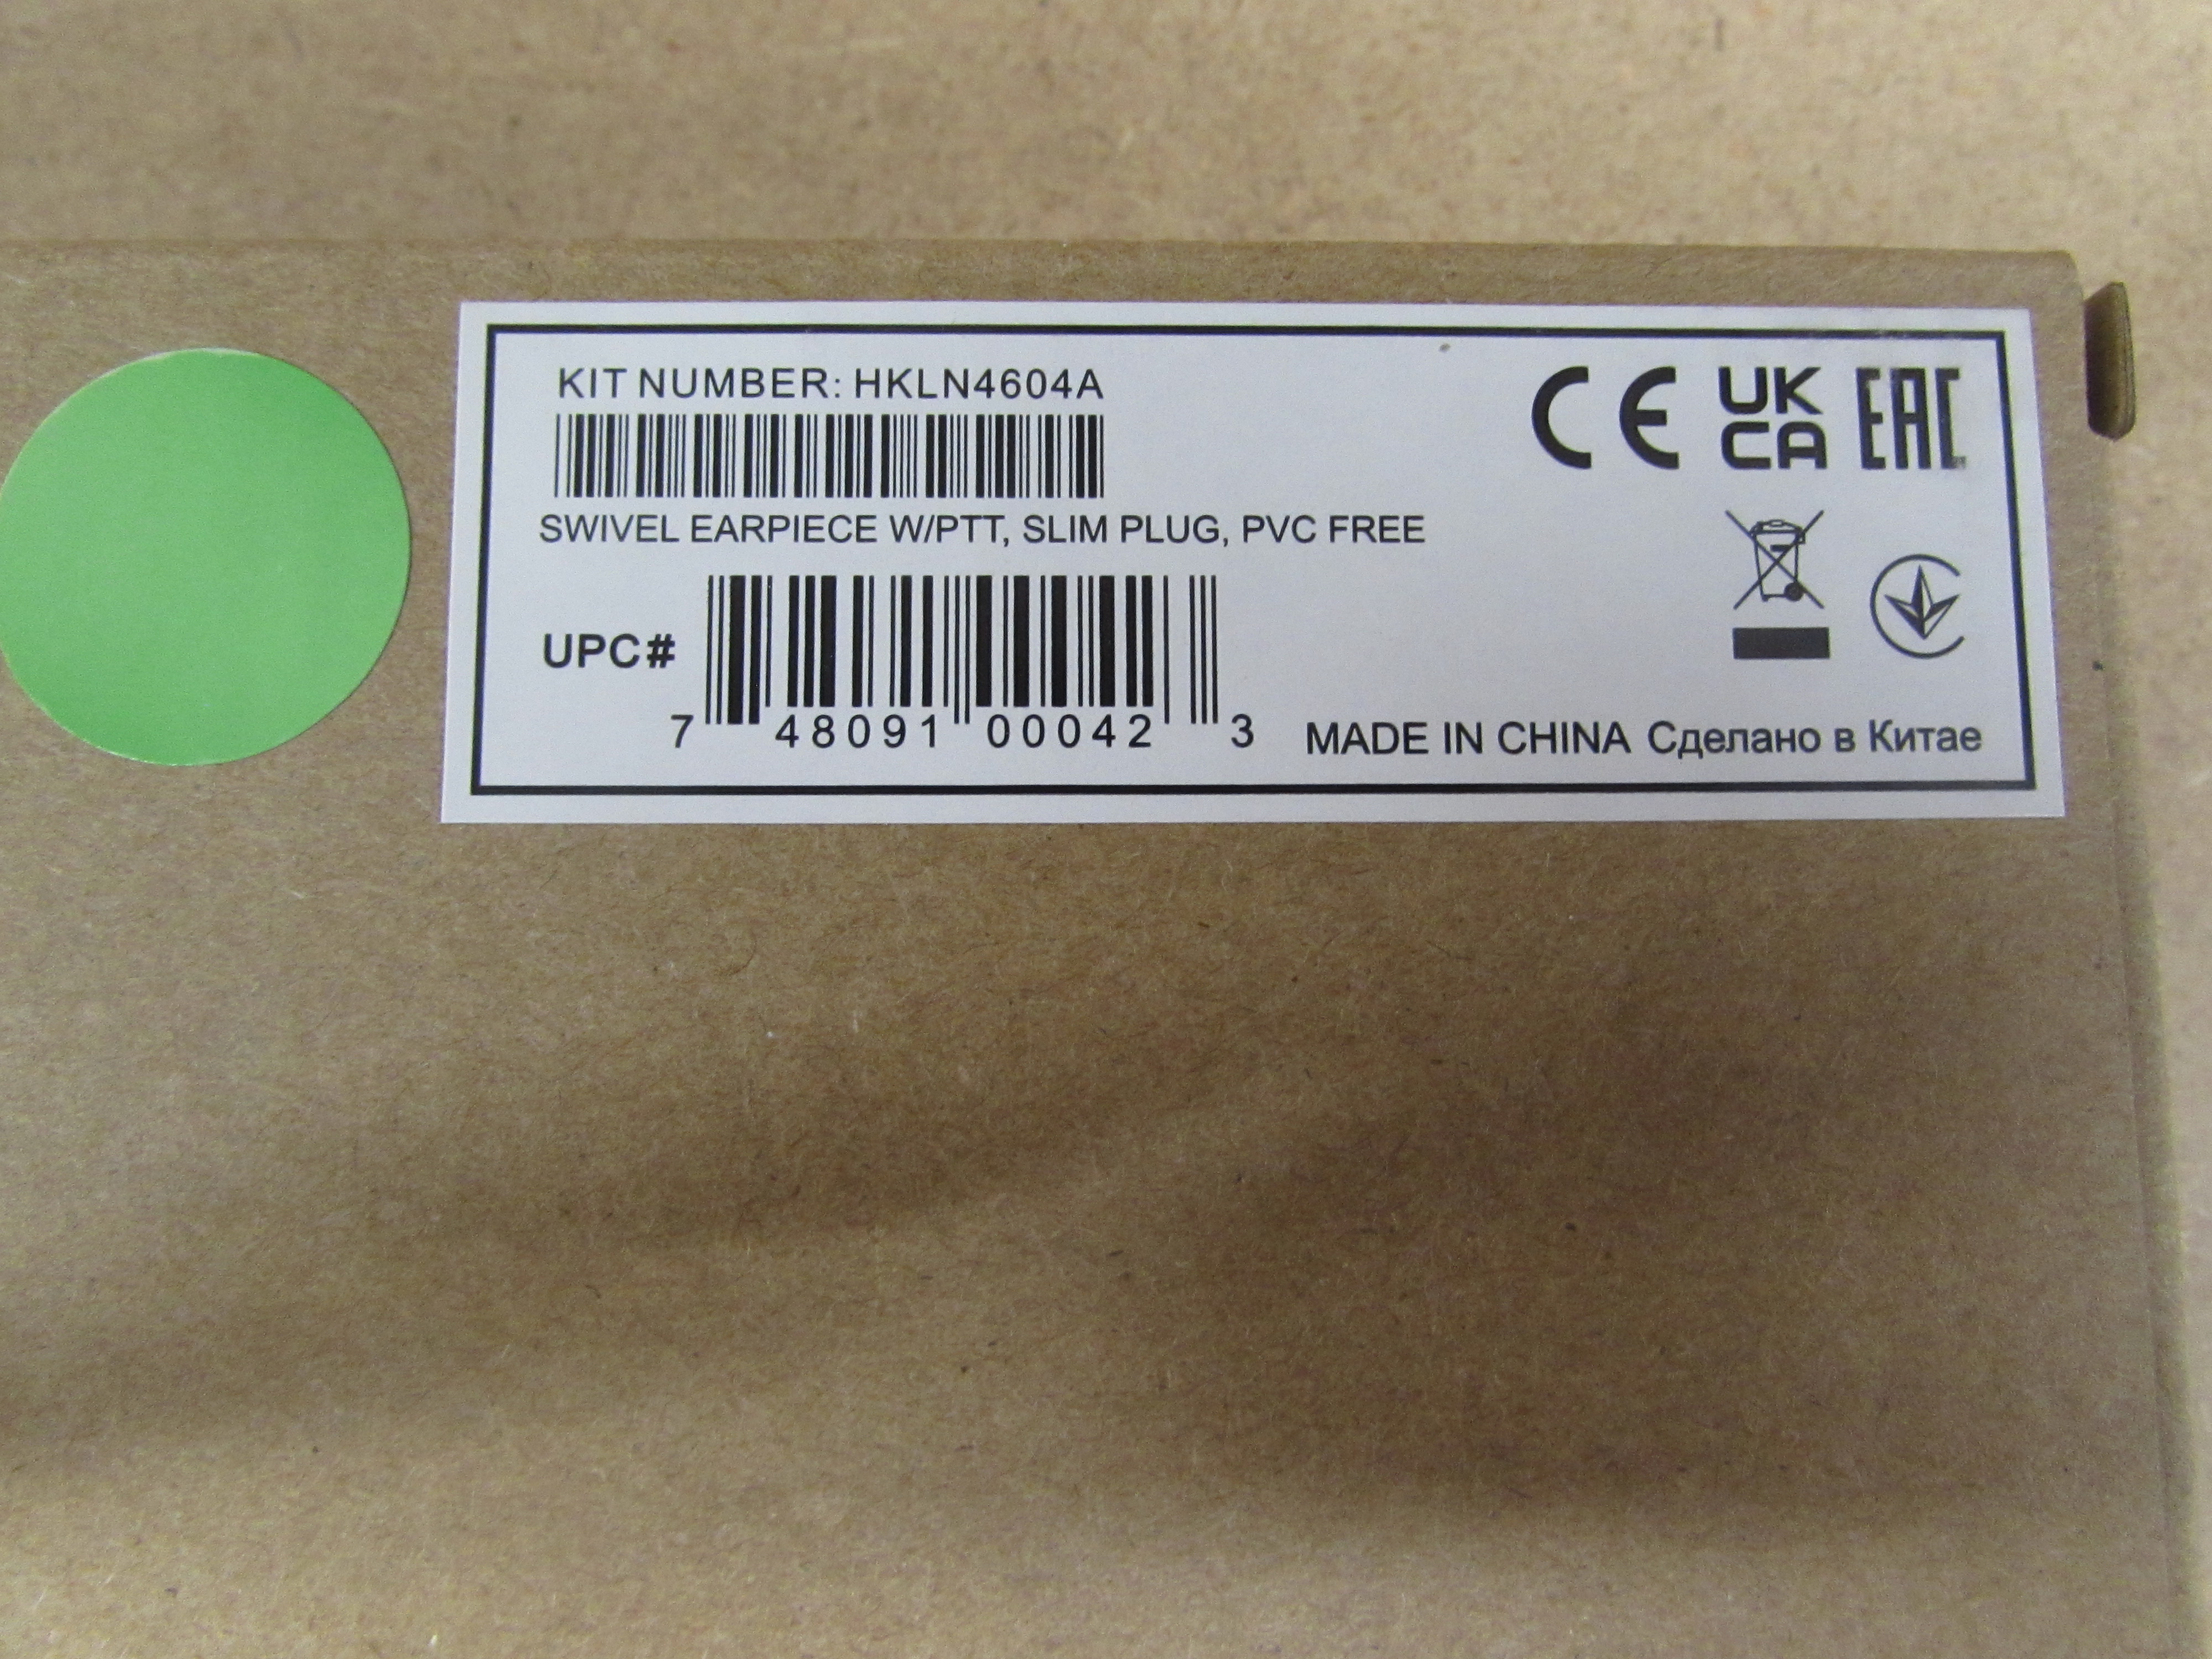 KIT NUMBER: HKLN4604A
CE UK CA EAC
SWIVEL EARPIECE W/PTT, SLIM PLUG, PVC FREE
UPC#
7 48091 00042 3
MADE IN CHINA Сделано в Китае